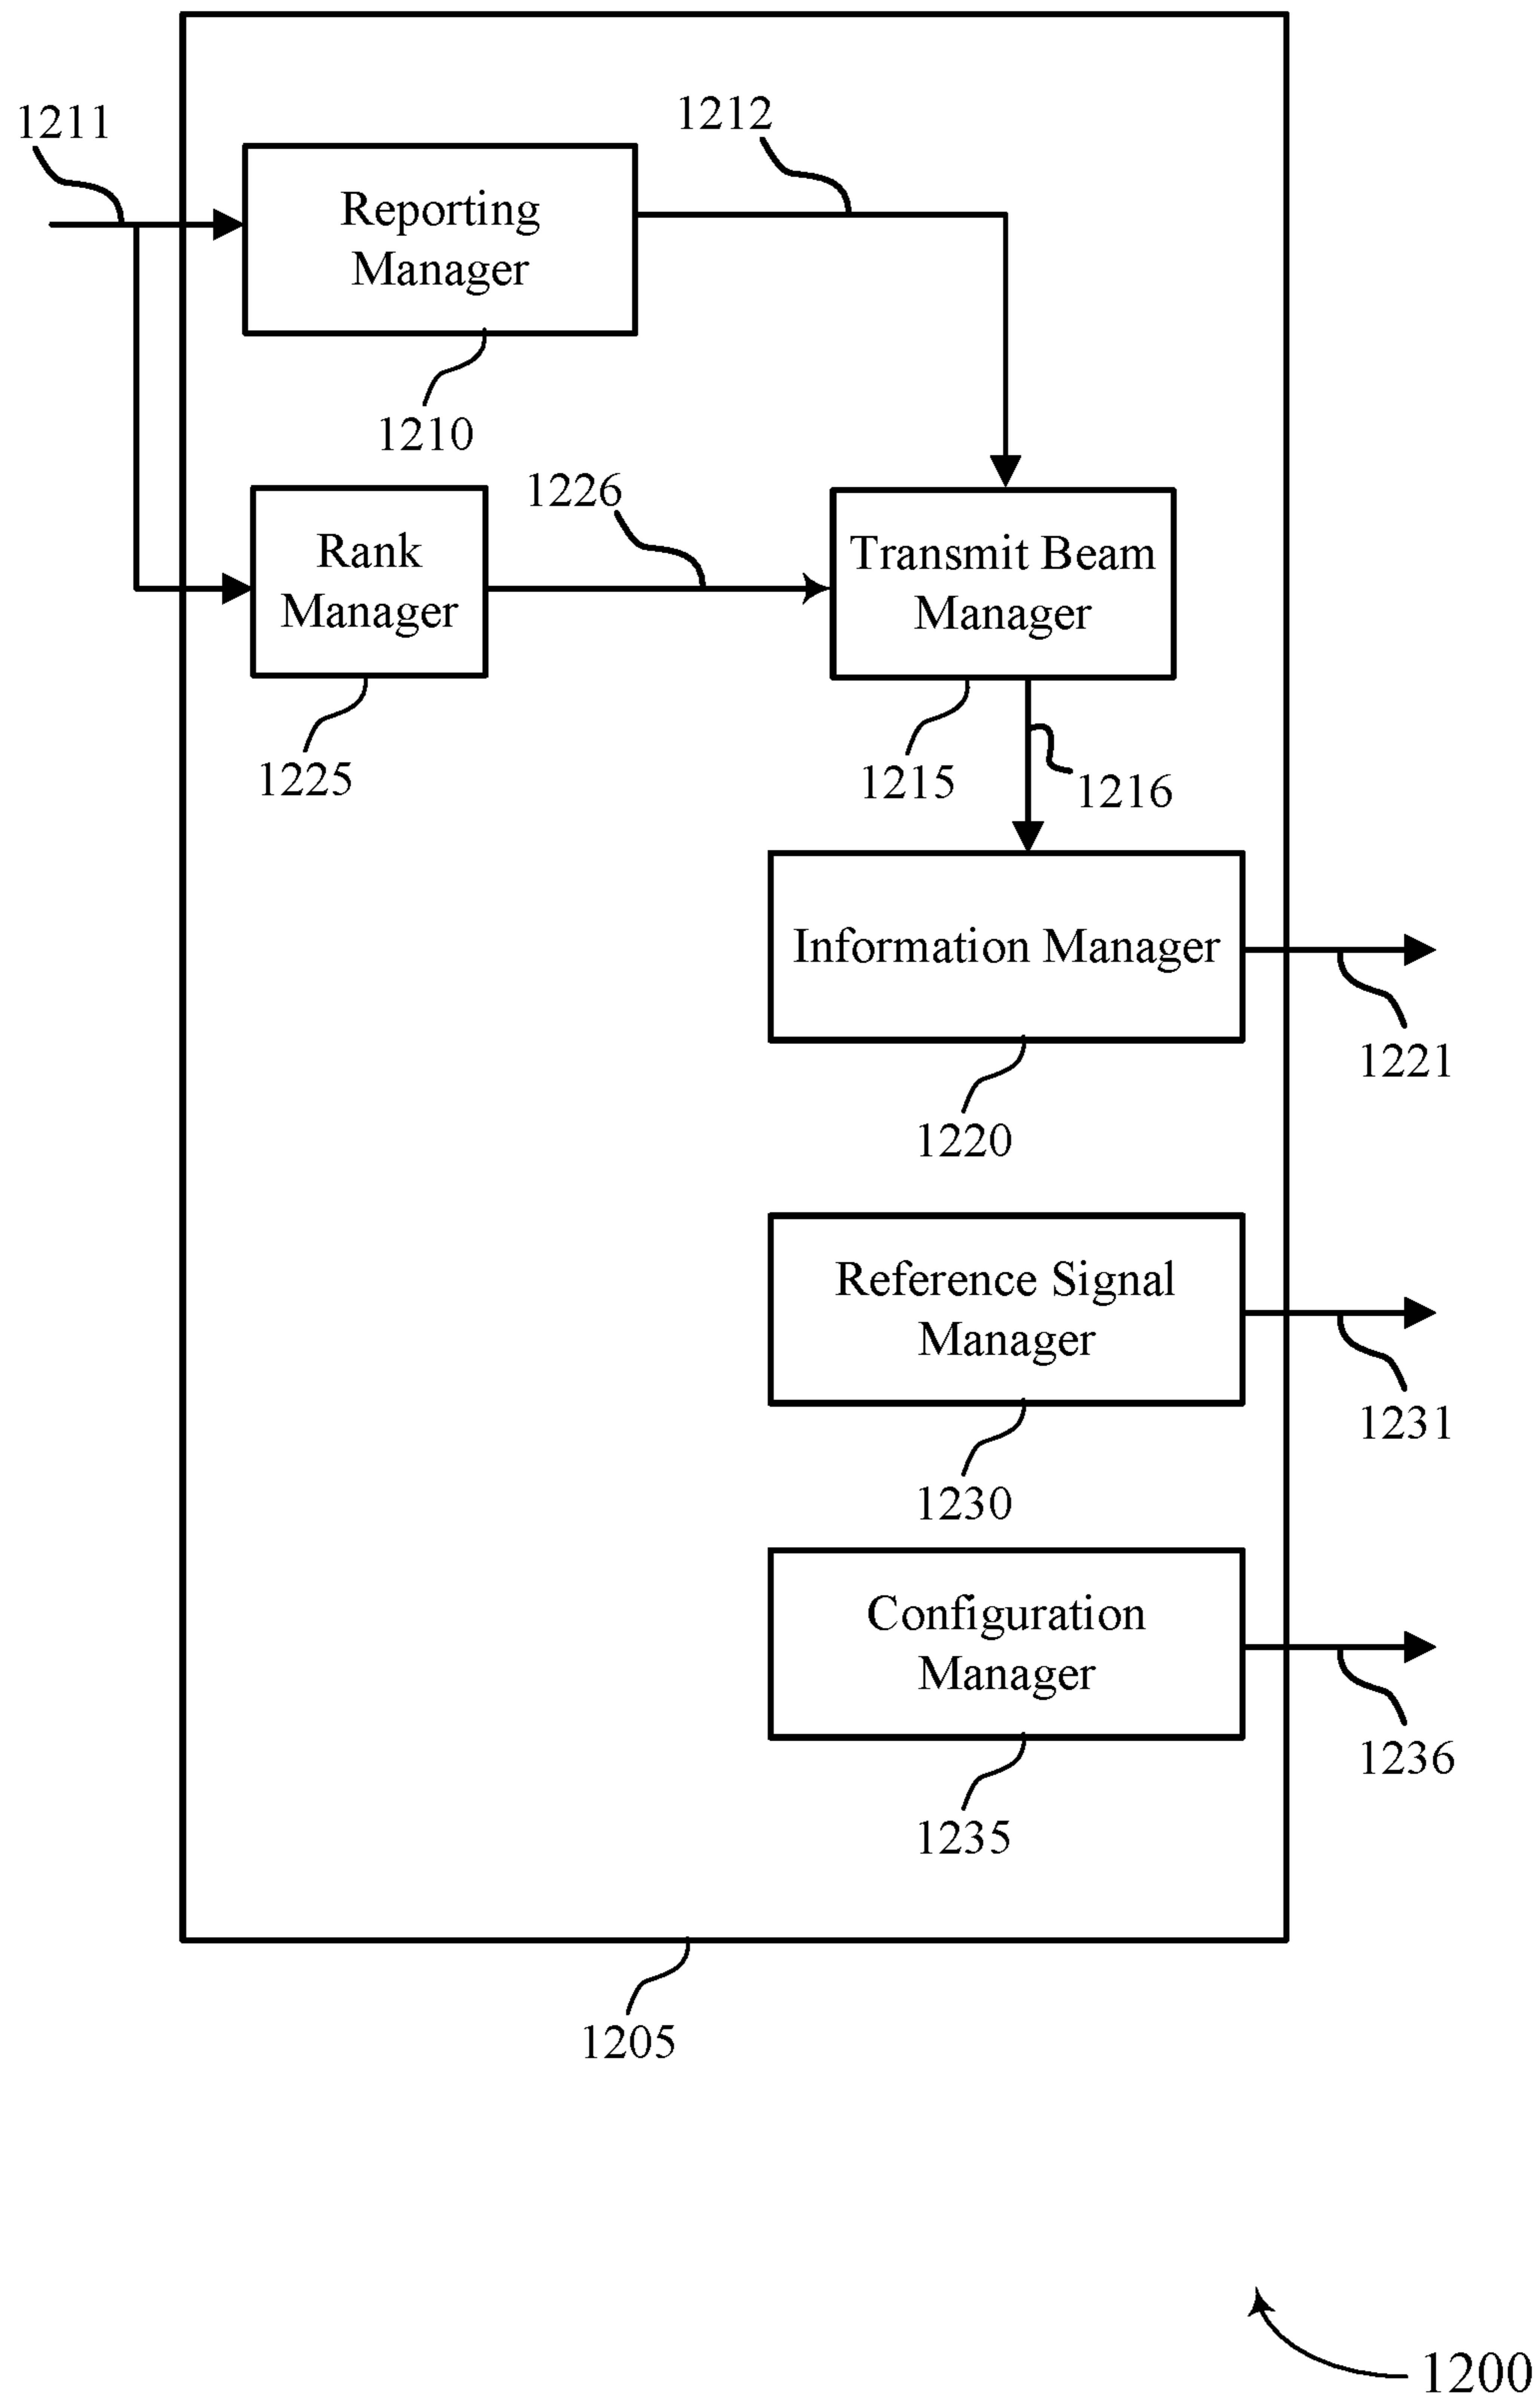 1211
1212
Reporting
Manager
1210
1226
Rank
Manager
Transmit Beam
Manager
1225
1215
1216
Information Manager
1221
1220
Reference Signal
Manager
1231
1230
Configuration
Manager
1236
1235
1205
1200